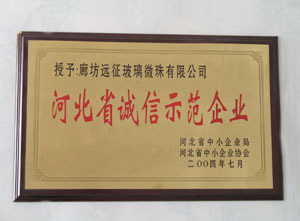 授予:廊坊远征玻璃微珠有限公司
河北省诚信示范企业
河北省中小企业局
河北省中小企业协会
二00四年七月